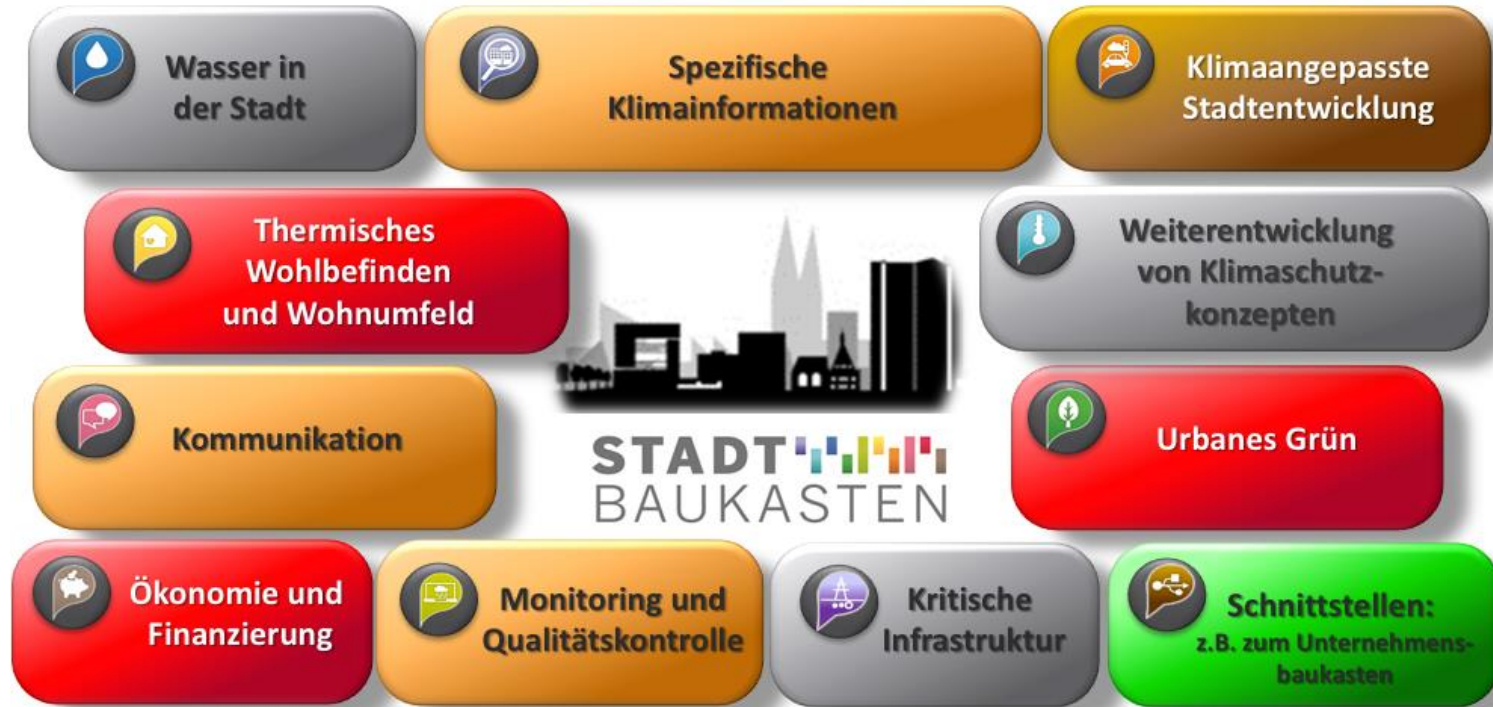 Wasser in
der Stadt
Spezifische
Klimainformationen
Klimaangepasste
Stadtentwicklung
Thermisches
Wohlbefinden
und Wohnumfeld
Weiterentwicklung
von Klimaschutz-
konzepten
Kommunikation
STADT
BAUKASTEN
Urbanes Grün
Ökonomie und
Finanzierung
Monitoring und
Qualitätskontrolle
Kritische
Infrastruktur
Schnittstellen:
z.B. zum Unternehmens-
baukasten